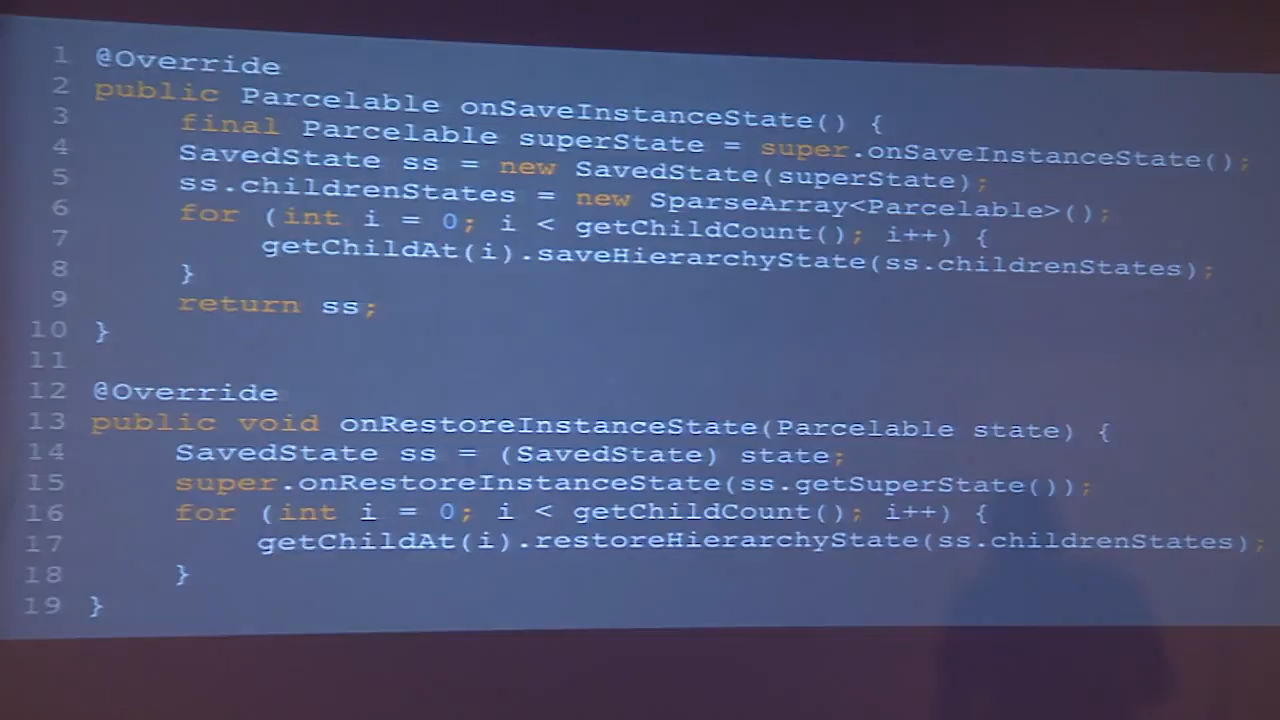 1 @Override
2 public Parcelable onSaveInstanceState() {
3 final Parcelable superState = super.onSaveInstanceState();
4 SavedState ss = new SavedState(superState);
5 ss.childrenStates = new SparseArray<Parcelable>();
6 for (int i = 0; i < getChildCount(); i++) {
7 getChildAt(i).saveHierarchyState(ss.childrenStates);
8 }
9 return ss;
10 }
11
12 @Override
13 public void onRestoreInstanceState(Parcelable state) {
14 SavedState ss = (SavedState) state;
15 super.onRestoreInstanceState(ss.getSuperState());
16 for (int i = 0; i < getChildCount(); i++) {
17 getChildAt(i).restoreHierarchyState(ss.childrenStates);
18 }
19 }